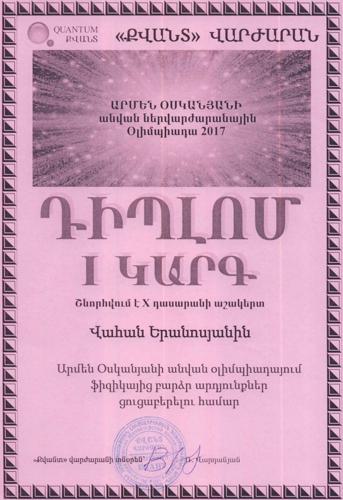 QUANTUM
ՔՎԱՆՏ
«ՔՎԱՆՏ» ՎԱՐԺԱՐԱՆ
ԱՐՄԵՆ ՕՍԿԱՆՅԱՆԻ
անվան ներվարժարանային
Օլիմպիադա 2017
ԴԻՊԼՈՄ
I ԿԱՐԳ
Շնորհվում է X դասարանի աշակերտ
Վահան Երանոսյանին
Արմեն Օսկանյանի անվան օլիմպիադայում
ֆիզիկայից բարձր արդյունքներ
ցուցաբերելու համար
«Քվանտ» վարժարանի տնօրեն՝